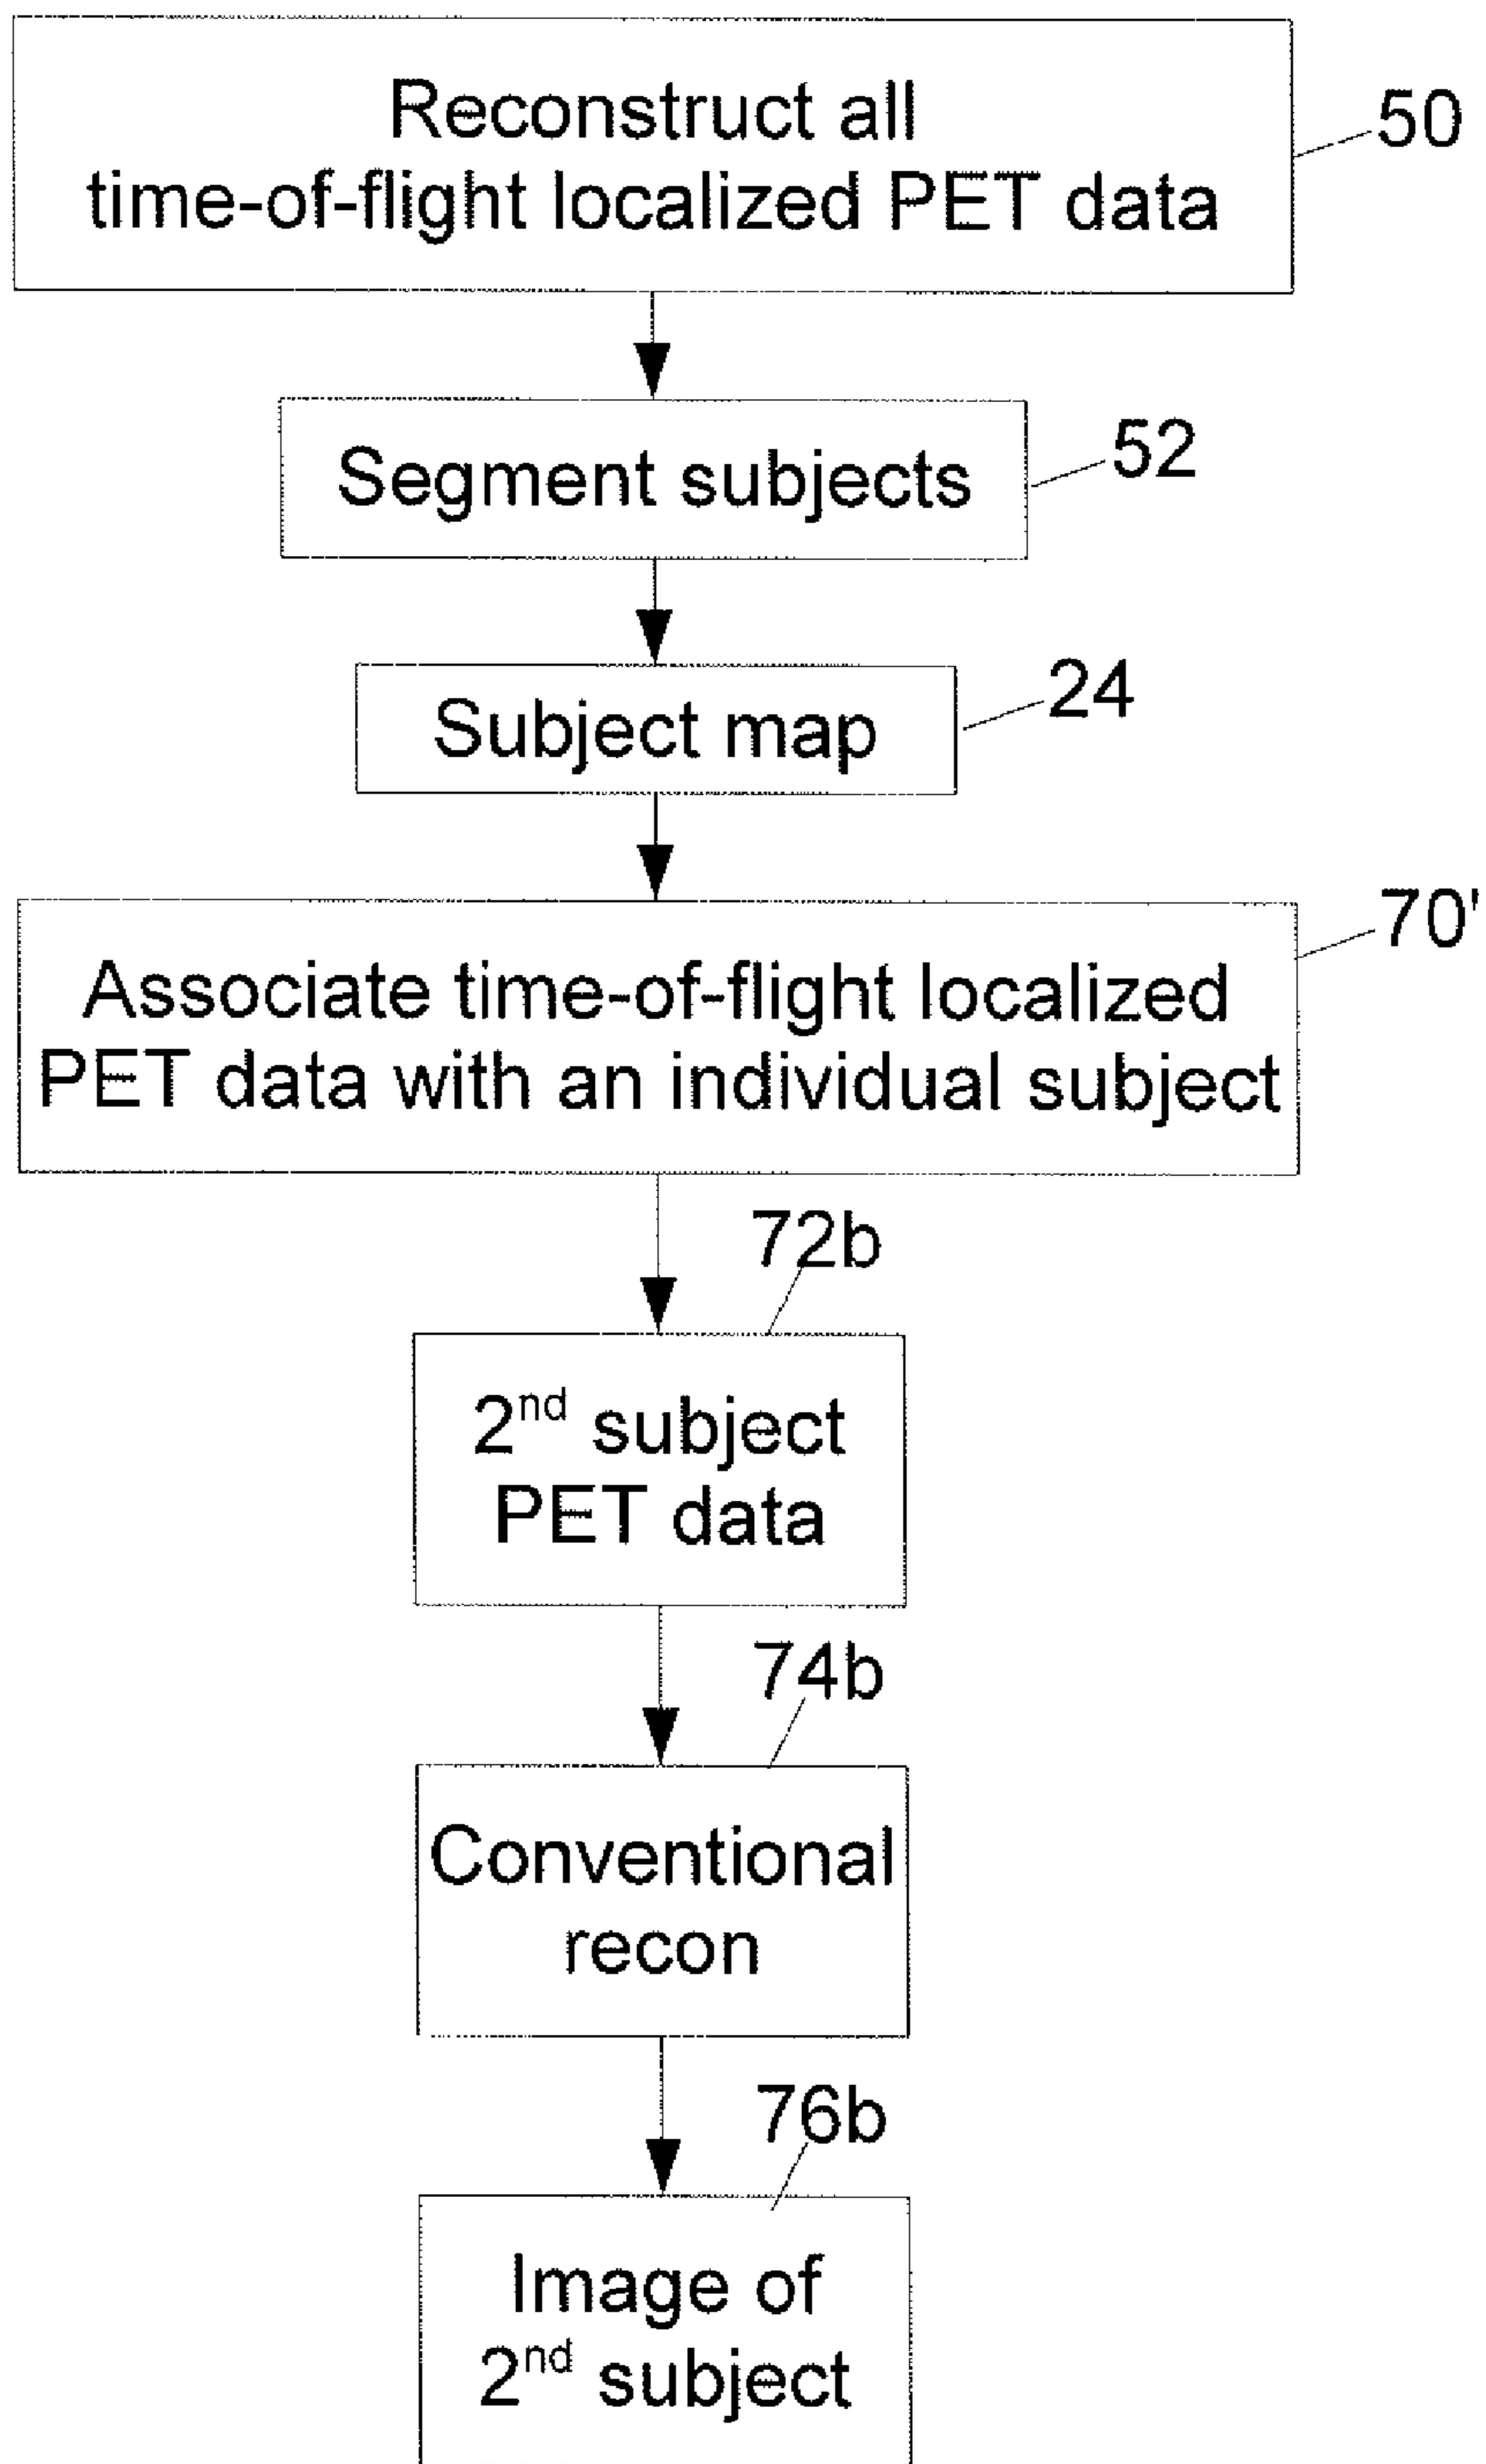 Reconstruct all
time-of-flight localized PET data
50
Segment subjects
52
Subject map
24
Associate time-of-flight localized
PET data with an individual subject
70'
72b
2nd subject
PET data
74b
Conventional
recon
76b
Image of
2nd subject